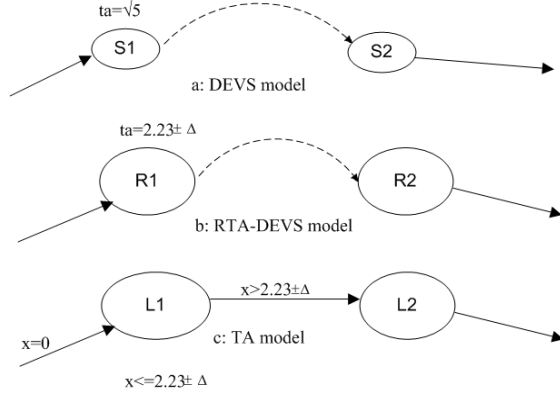 ta=√5
S1
S2
a: DEVS model
ta=2.23± Δ
R1
R2
b: RTA-DEVS model
x>2.23±Δ
L1
L2
x=0
c: TA model
x<=2.23± Δ